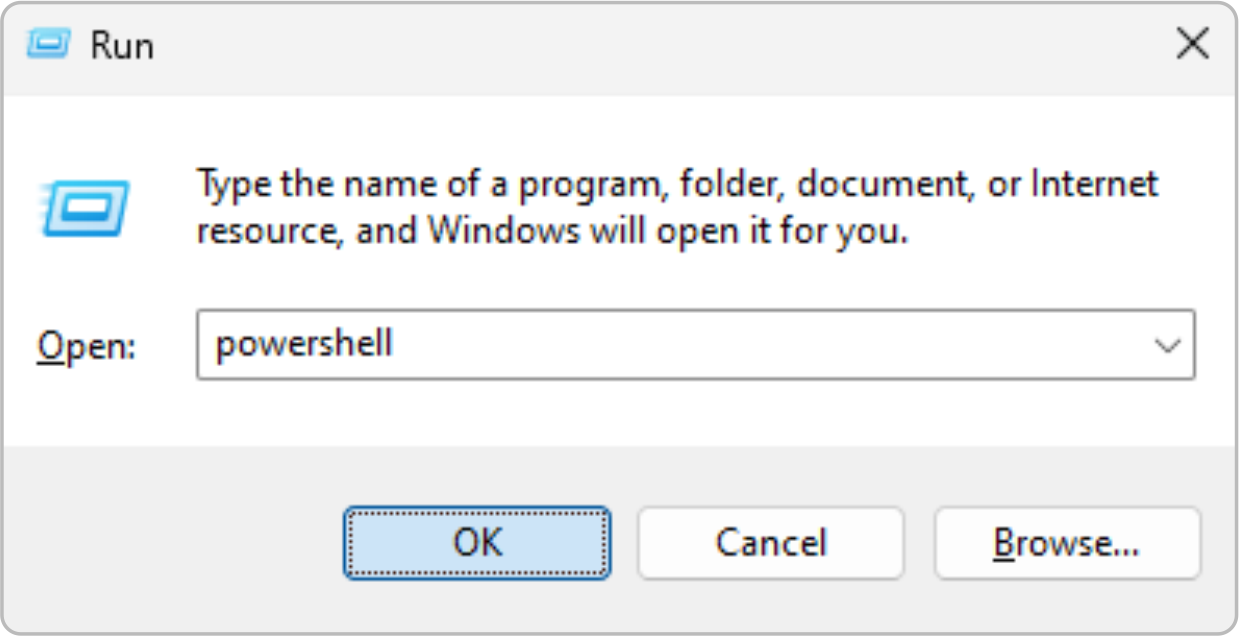 Run
Type the name of a program, folder, document, or Internet
resource, and Windows will open it for you.
Open: powershell
OK Cancel Browse...